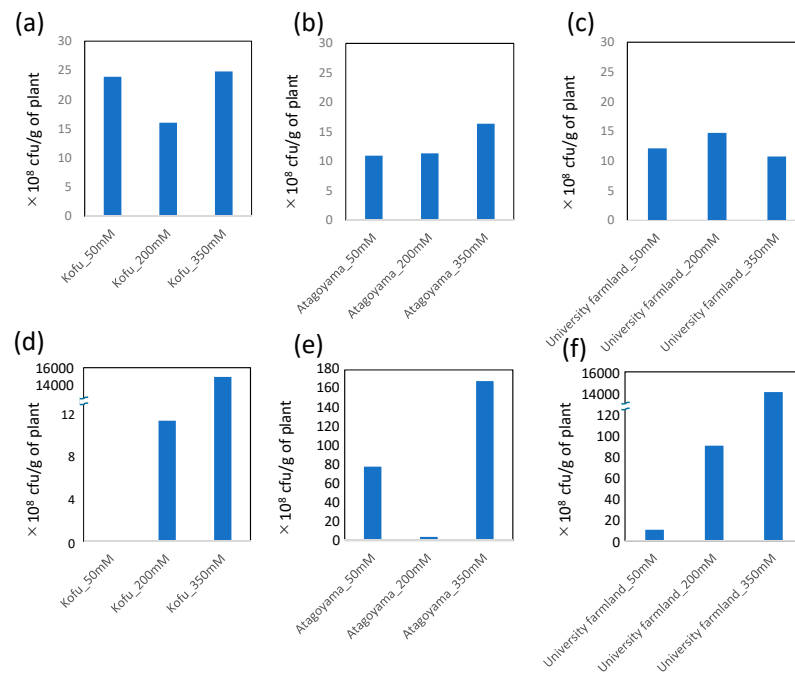 (a)
× 10⁸ cfu/g of plant
30
25
20
15
10
5
0
Kofu_50mM
Kofu_200mM
Kofu_350mM
(b)
× 10⁸ cfu/g of plant
30
25
20
15
10
5
0
Atagoyama_50mM
Atagoyama_200mM
Atagoyama_350mM
(c)
× 10⁸ cfu/g of plant
30
25
20
15
10
5
0
University farmland_50mM
University farmland_200mM
University farmland_350mM
(d)
× 10⁸ cfu/g of plant
16000
14000
12
8
4
0
Kofu_50mM
Kofu_200mM
Kofu_350mM
(e)
× 10⁸ cfu/g of plant
180
160
140
120
100
80
60
40
20
0
Atagoyama_50mM
Atagoyama_200mM
Atagoyama_350mM
(f)
× 10⁸ cfu/g of plant
16000
14000
120
100
80
60
40
20
0
University farmland_50mM
University farmland_200mM
University farmland_350mM